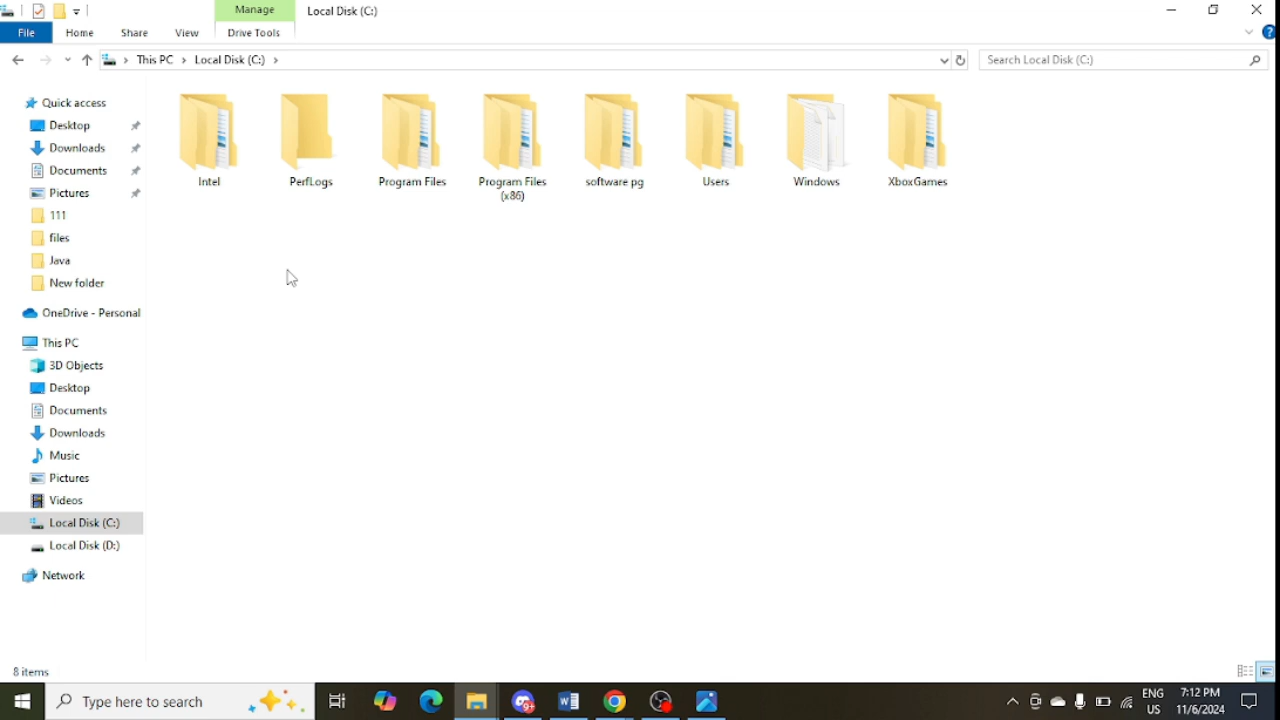 Manage
Local Disk (C:)
File
Home
Share
View
Drive Tools
This PC
Local Disk (C:)
Search Local Disk (C:)
Quick access
Desktop
Downloads
Documents
Pictures
111
files
Java
New folder
OneDrive - Personal
This PC
3D Objects
Desktop
Documents
Downloads
Music
Pictures
Videos
Local Disk (C:)
Local Disk (D:)
Network
Intel
PerfLogs
Program Files
Program Files
(x86)
software pg
Users
Windows
XboxGames
8 items
Type here to search
9+
ENG
US
7:12 PM
11/6/2024